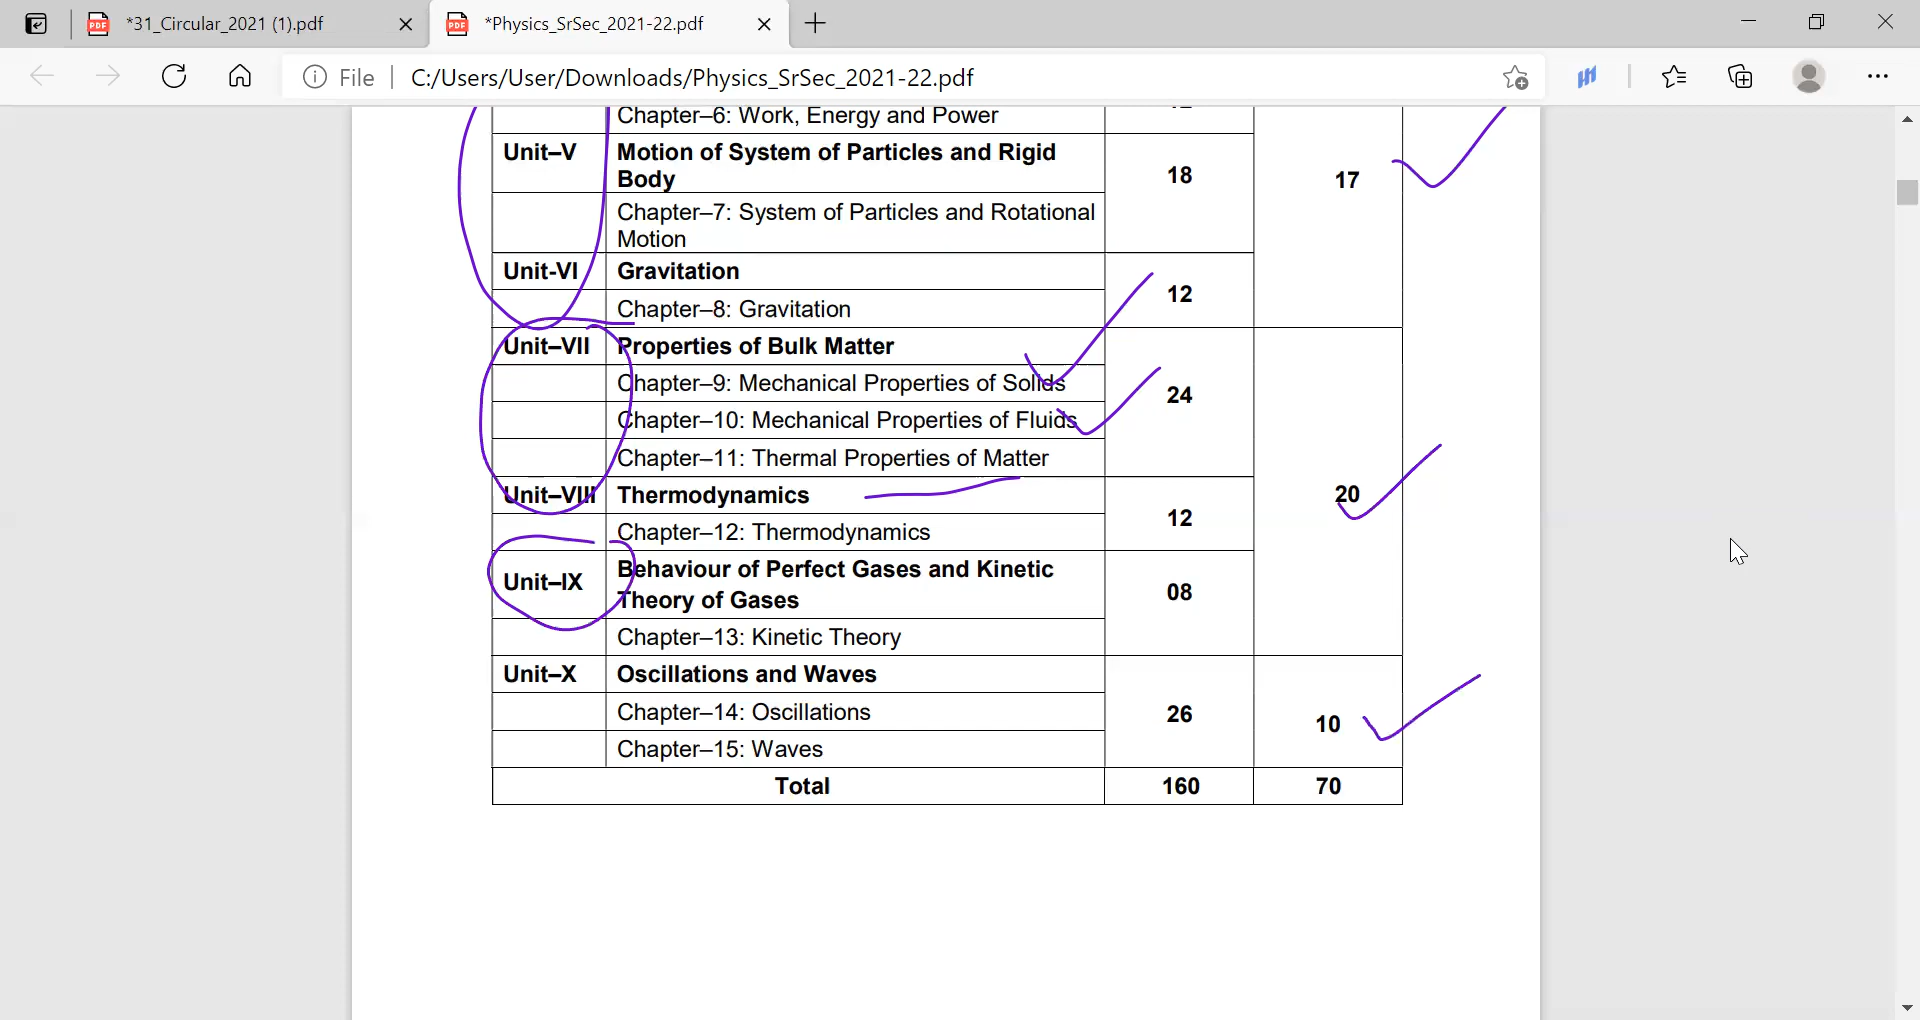 *31_Circular_2021 (1).pdf
*Physics_SrSec_2021-22.pdf
File
C:/Users/User/Downloads/Physics_SrSec_2021-22.pdf
Chapter–6: Work, Energy and Power
Unit–V Motion of System of Particles and Rigid
Body
18
17
Chapter–7: System of Particles and Rotational
Motion
Unit-VI Gravitation
12
Chapter–8: Gravitation
Unit–VII Properties of Bulk Matter
Chapter–9: Mechanical Properties of Solids
24
Chapter–10: Mechanical Properties of Fluids
Chapter–11: Thermal Properties of Matter
Unit–VIII Thermodynamics
20
12
Chapter–12: Thermodynamics
Unit–IX Behaviour of Perfect Gases and Kinetic
Theory of Gases
08
Chapter–13: Kinetic Theory
Unit–X Oscillations and Waves
Chapter–14: Oscillations
26
10
Chapter–15: Waves
Total 160 70